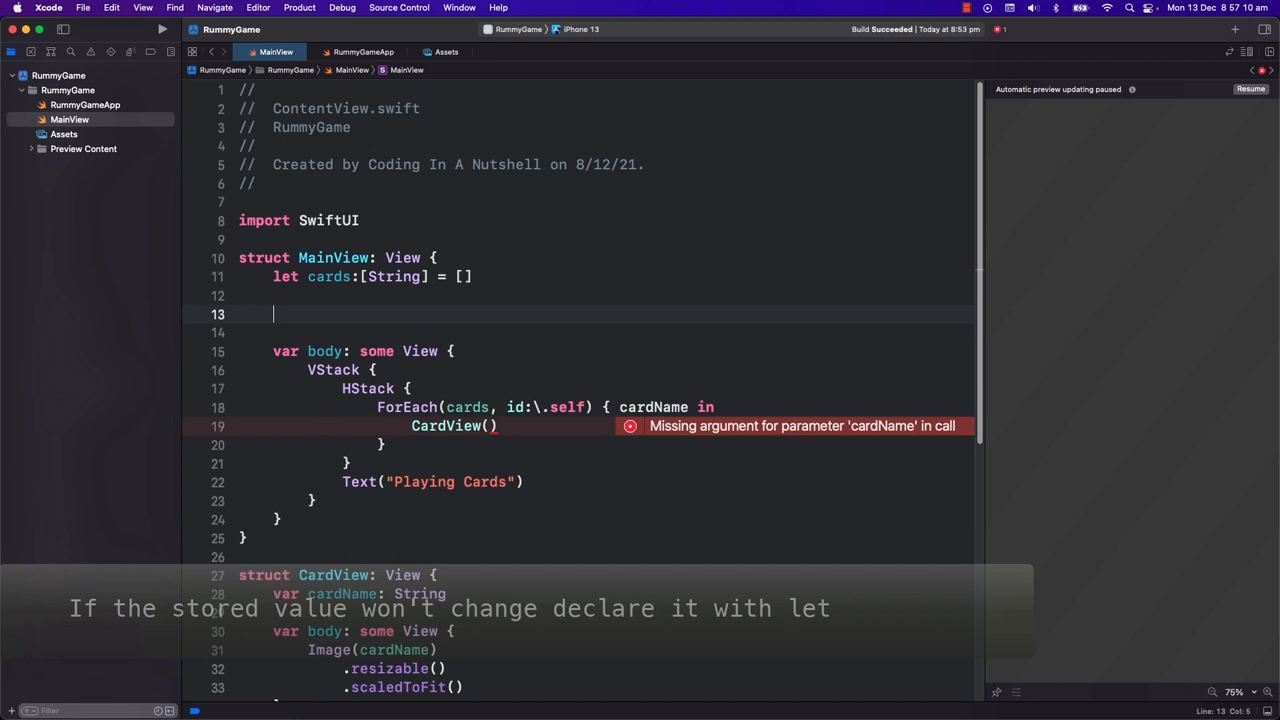 Xcode File Edit View Find Navigate Editor Product Debug Source Control Window Help Mon 13 Dec 8 57 10 am
RummyGame RummyGame iPhone 13 Build Succeeded | Today at 8:53 pm 1
MainView RummyGameApp Assets
RummyGame RummyGame MainView S MainView
RummyGame
RummyGame
RummyGameApp
MainView
Assets
Preview Content
Automatic preview updating paused Resume
1 //
2 // ContentView.swift
3 // RummyGame
4 //
5 // Created by Coding In A Nutshell on 8/12/21.
6 //
7
8 import SwiftUI
9
10 struct MainView: View {
11 let cards:[String] = []
12
13
14
15 var body: some View {
16 VStack {
17 HStack {
18 ForEach(cards, id:\.self) { cardName in
19 CardView() Missing argument for parameter 'cardName' in call
20 }
21 }
22 Text("Playing Cards")
23 }
24 }
25 }
26
27 struct CardView: View {
28 var cardName: String
If the stored value won't change declare it with let
30 var body: some View {
31 Image(cardName)
32 .resizable()
33 .scaledToFit()
Filter
75%
Line: 13 Col: 5